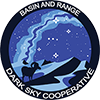 BASIN AND RANGE
DARK SKY COOPERATIVE